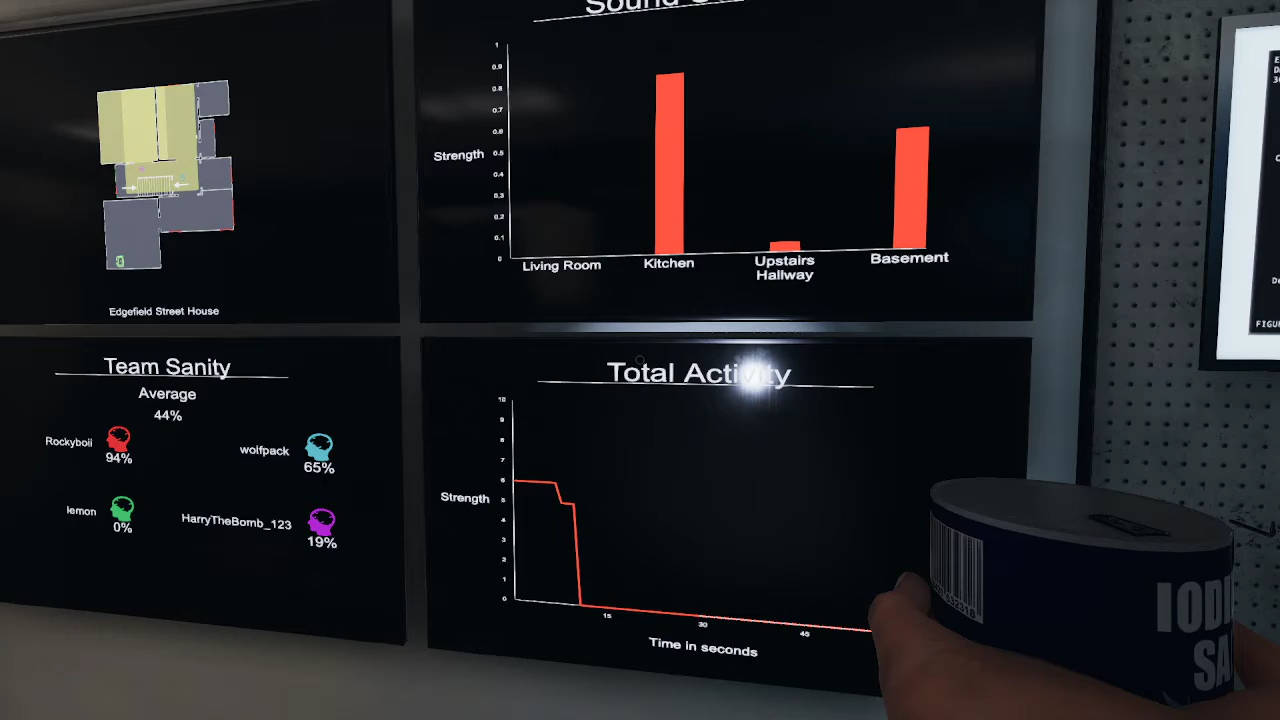 Sound
1
0.9
0.8
0.7
0.6
0.5
0.4
0.3
0.2
0.1
0
Strength
Living Room
Kitchen
Upstairs
Hallway
Basement
Edgefield Street House
Team Sanity
Average
44%
Rockyboii
94%
wolfpack
65%
lemon
0%
HarryTheBomb_123
19%
Total Activity
10
9
8
7
6
5
4
3
2
1
0
Strength
15
30
45
Time in seconds
SA